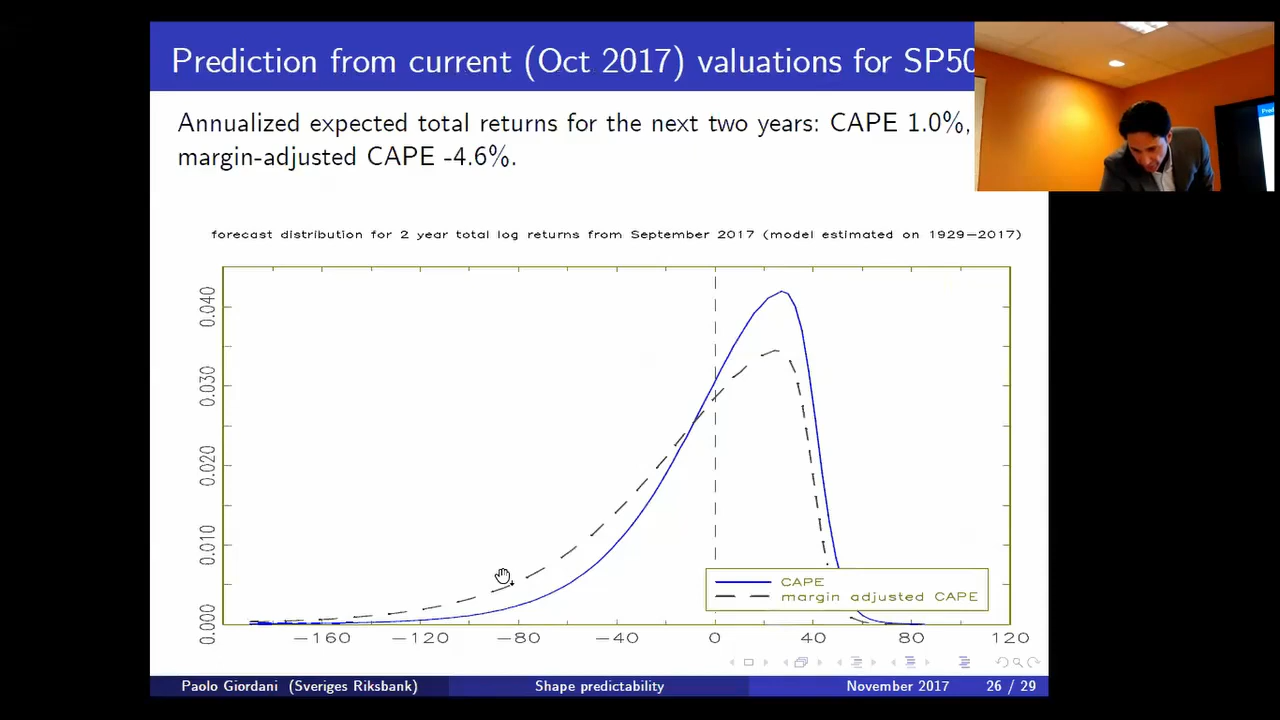 Prediction from current (Oct 2017) valuations for SP50
Annualized expected total returns for the next two years: CAPE 1.0%,
margin-adjusted CAPE -4.6%.
forecast distribution for 2 year total log returns from September 2017 (model estimated on 1929-2017)
0.040
0.030
0.020
0.010
0.000
CAPE
margin adjusted CAPE
-160 -120 -80 -40 0 40 80 120
Paolo Giordani (Sveriges Riksbank) Shape predictability November 2017 26 / 29